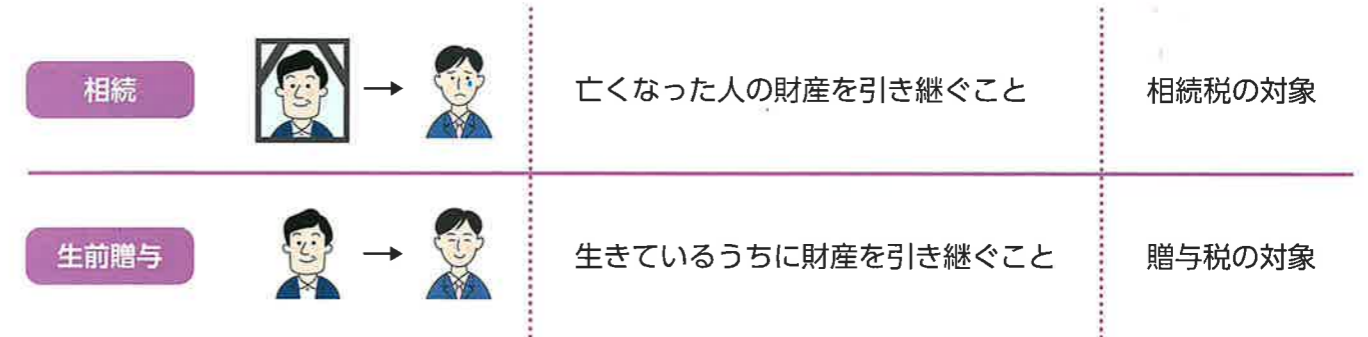 相続
亡くなった人の財産を引き継ぐこと
相続税の対象
生前贈与
生きているうちに財産を引き継ぐこと
贈与税の対象